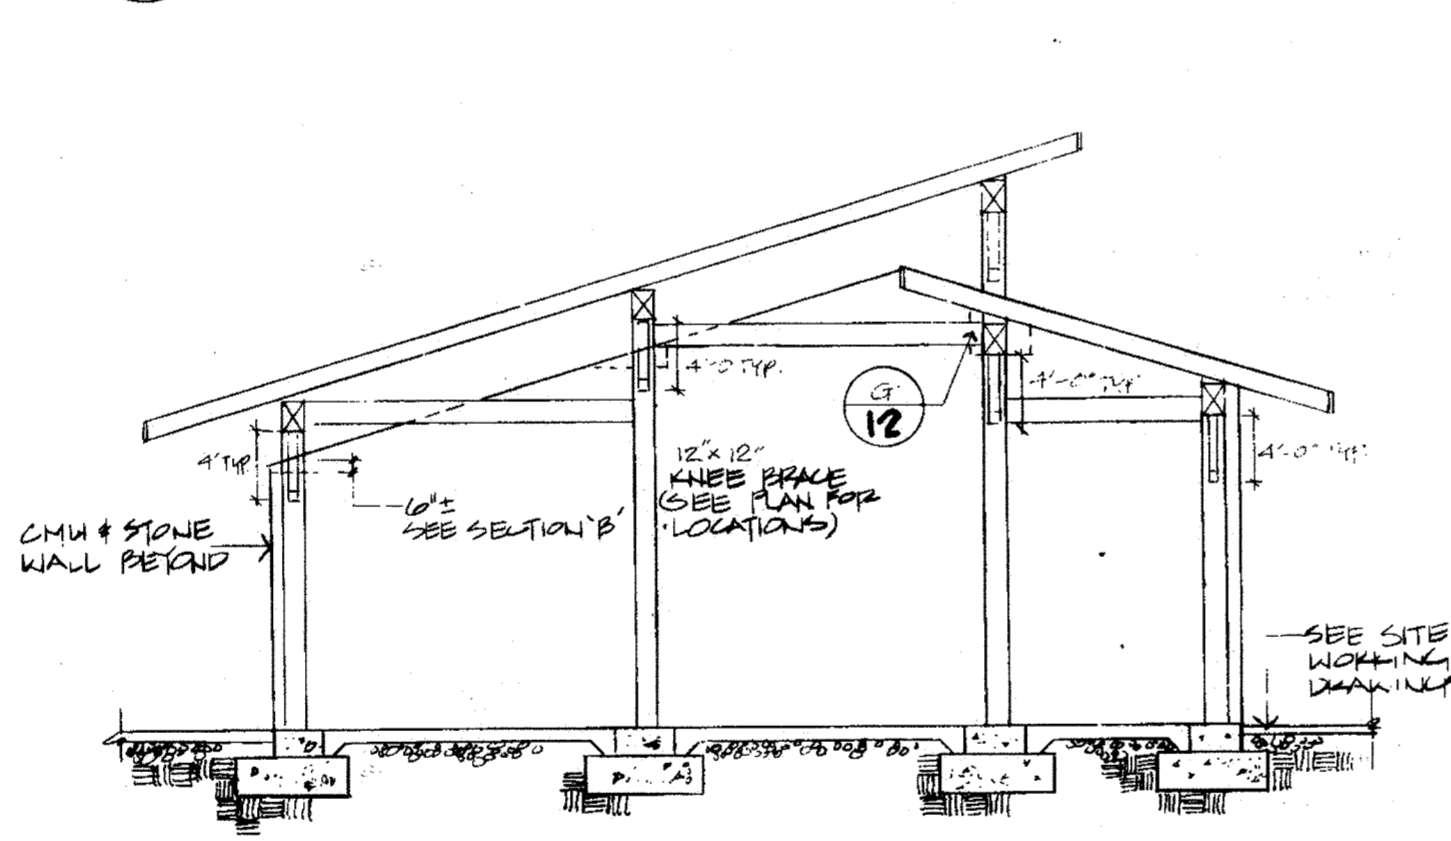 4'-0 TYP.
G
12
4'-0" TYP
4' TYP.
4'-0" TYP.
12" x 12"
KNEE BRACE
(SEE PLAN FOR
LOCATIONS)
6"±
SEE SECTION 'B'
CMU & STONE
WALL BEYOND
SEE SITE
WORKING
DRAWING